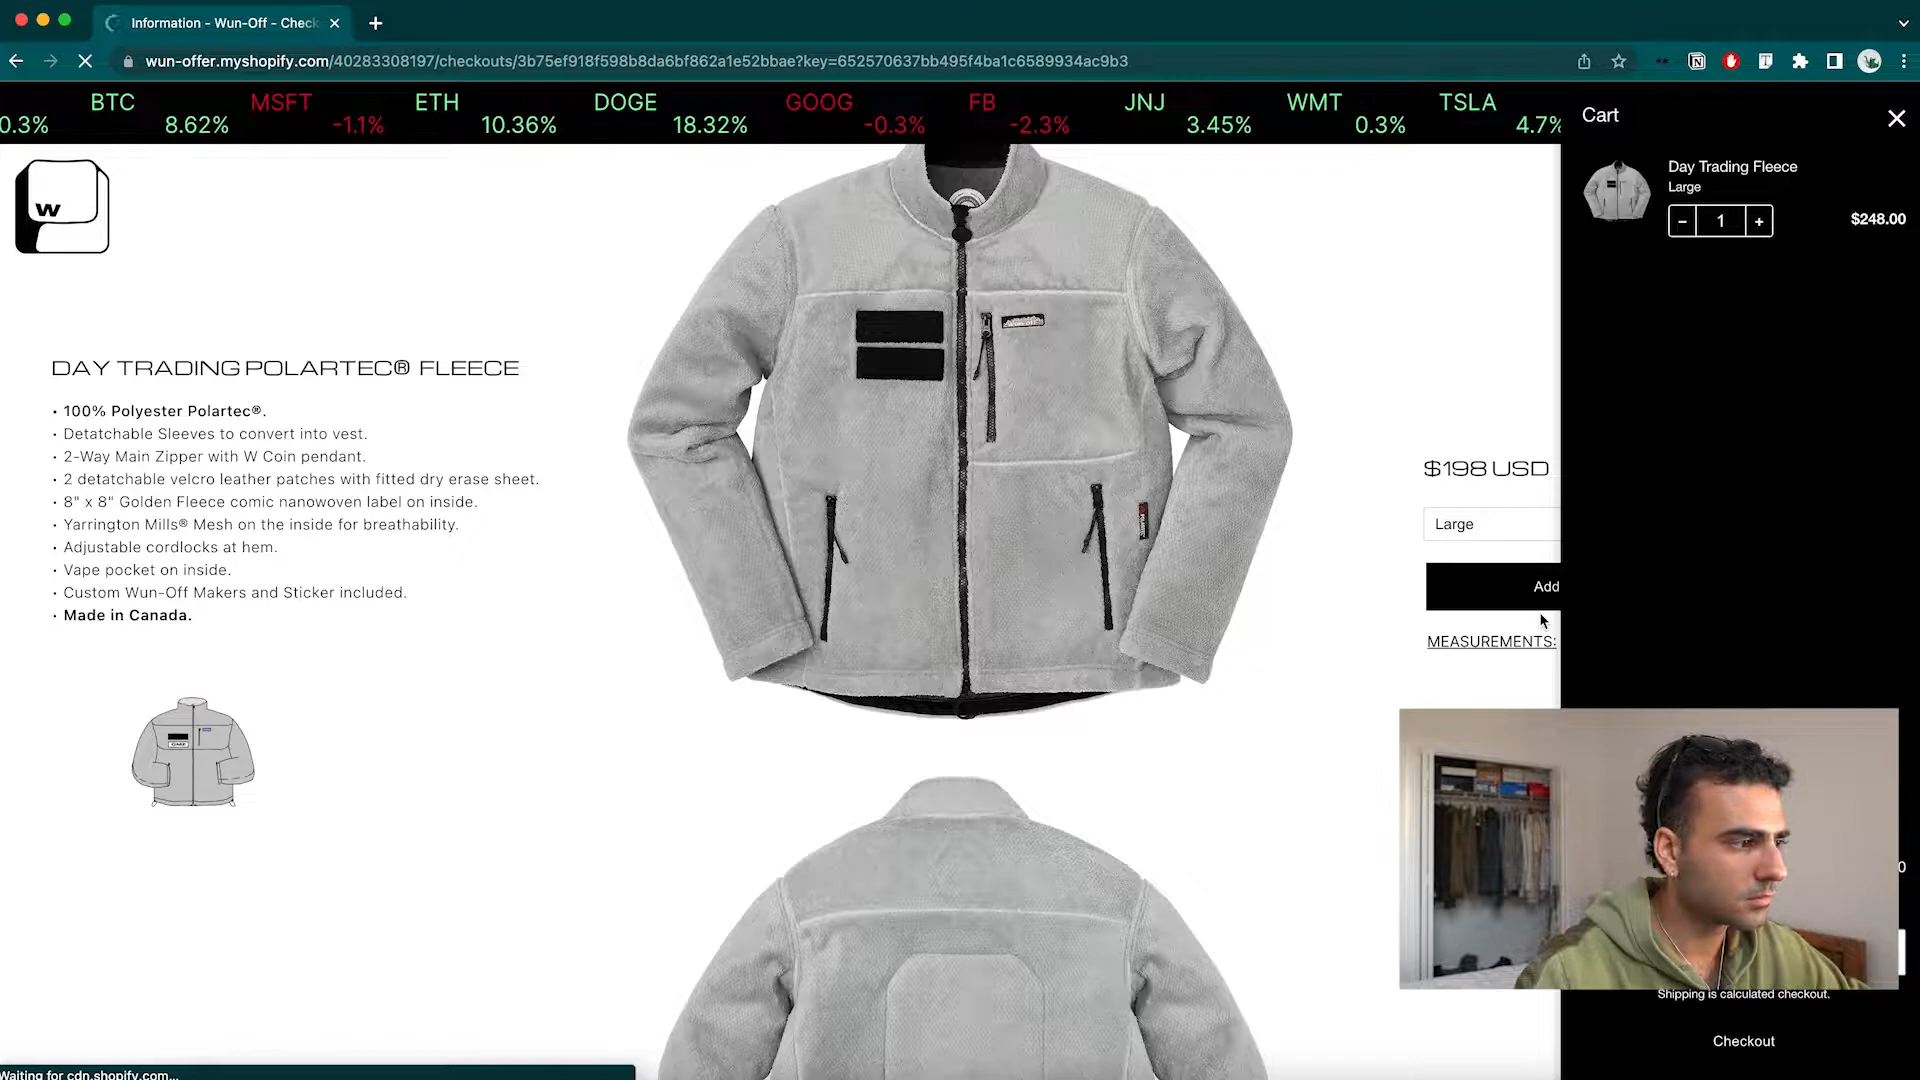 Information - Wun-Off - Check
wun-offer.myshopify.com/40283308197/checkouts/3b75ef918f598b8da6bf862a1e52bbae?key=652570637bb495f4ba1c6589934ac9b3
BTC MSFT ETH DOGE GOOG FB JNJ WMT TSLA
0.3% 8.62% -1.1% 10.36% 18.32% -0.3% -2.3% 3.45% 0.3% 4.7%
Cart
Day Trading Fleece
Large
- 1 +
$248.00
w
DAY TRADING POLARTEC® FLEECE
• 100% Polyester Polartec®.
• Detatchable Sleeves to convert into vest.
• 2-Way Main Zipper with W Coin pendant.
• 2 detatchable velcro leather patches with fitted dry erase sheet.
• 8" x 8" Golden Fleece comic nanowoven label on inside.
• Yarrington Mills® Mesh on the inside for breathability.
• Adjustable cordlocks at hem.
• Vape pocket on inside.
• Custom Wun-Off Makers and Sticker included.
• Made in Canada.
$198 USD
Large
Add
MEASUREMENTS:
GME
0
Shipping is calculated checkout.
Checkout
Waiting for cdn.shopify.com...